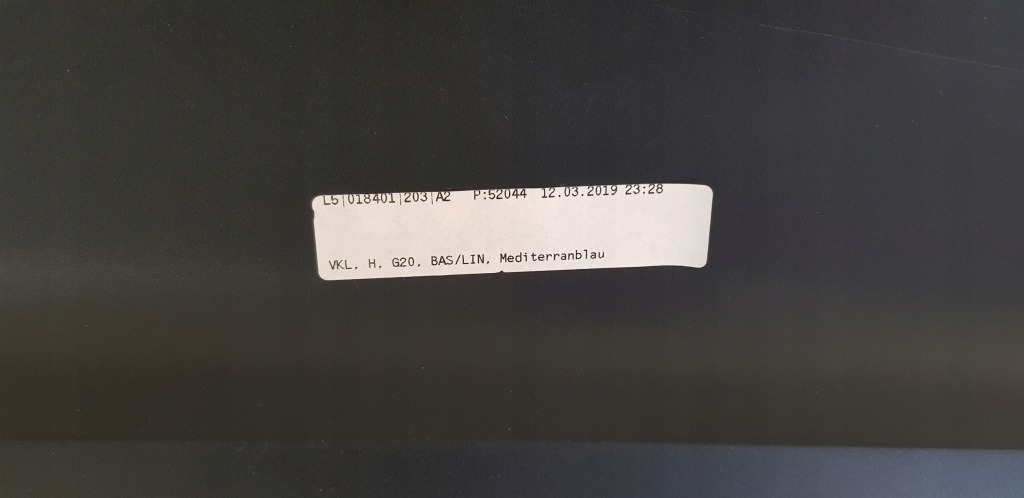 L5|018401|203|A2 P:52044 12.03.2019 23:28
VKL, H, G20, BAS/LIN, Mediterranblau